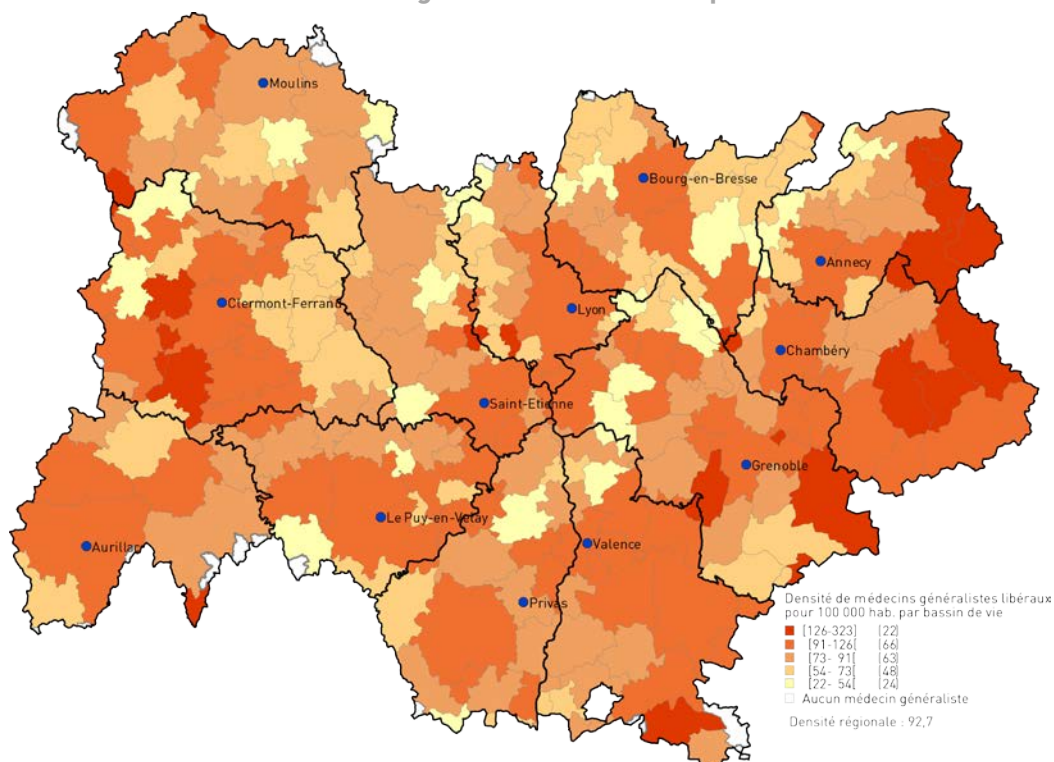 Moulins
Bourg-en-Bresse
Annecy
Clermont-Ferrand
Lyon
Chambéry
Saint-Etienne
Grenoble
Le Puy-en-Velay
Aurillac
Valence
Privas
Densité de médecins généralistes libéraux
pour 100 000 hab. par bassin de vie
[126-323] [22]
[91-126[ [66]
[73- 91[ [63]
[54- 73[ [48]
[22- 54[ [24]
Aucun médecin généraliste
Densité régionale : 92,7